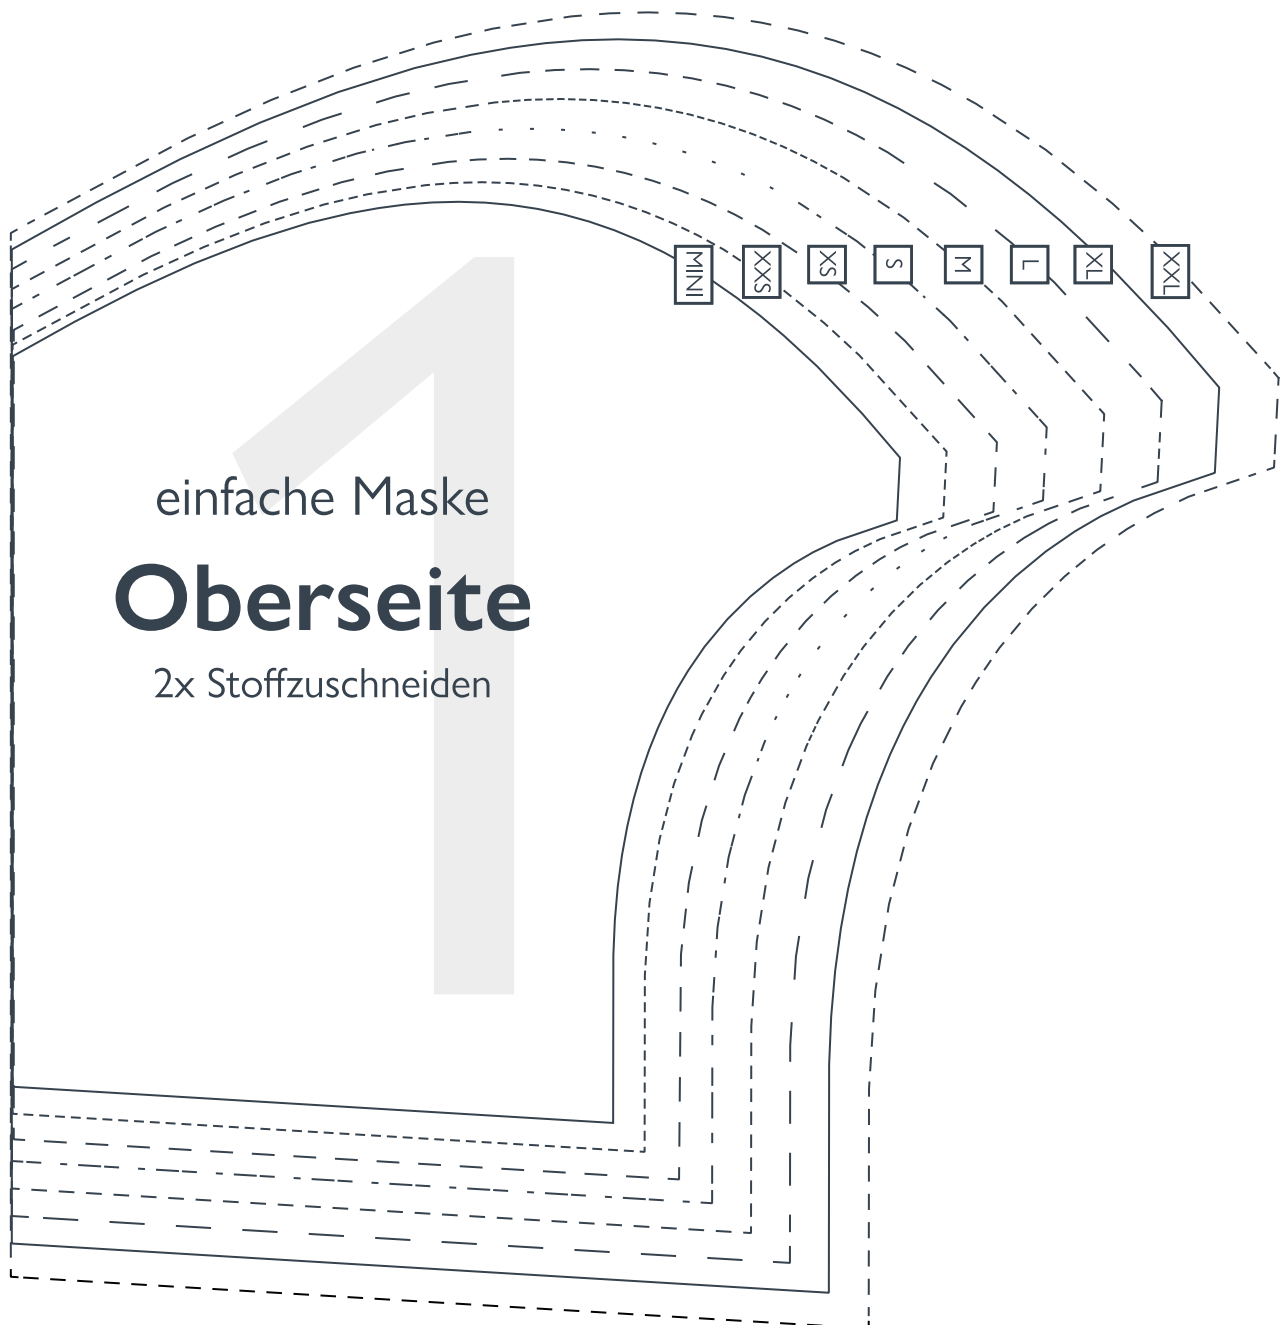 MINI XXS XS S M L XL XXL
1
einfache Maske
Oberseite
2x Stoffzuschneiden